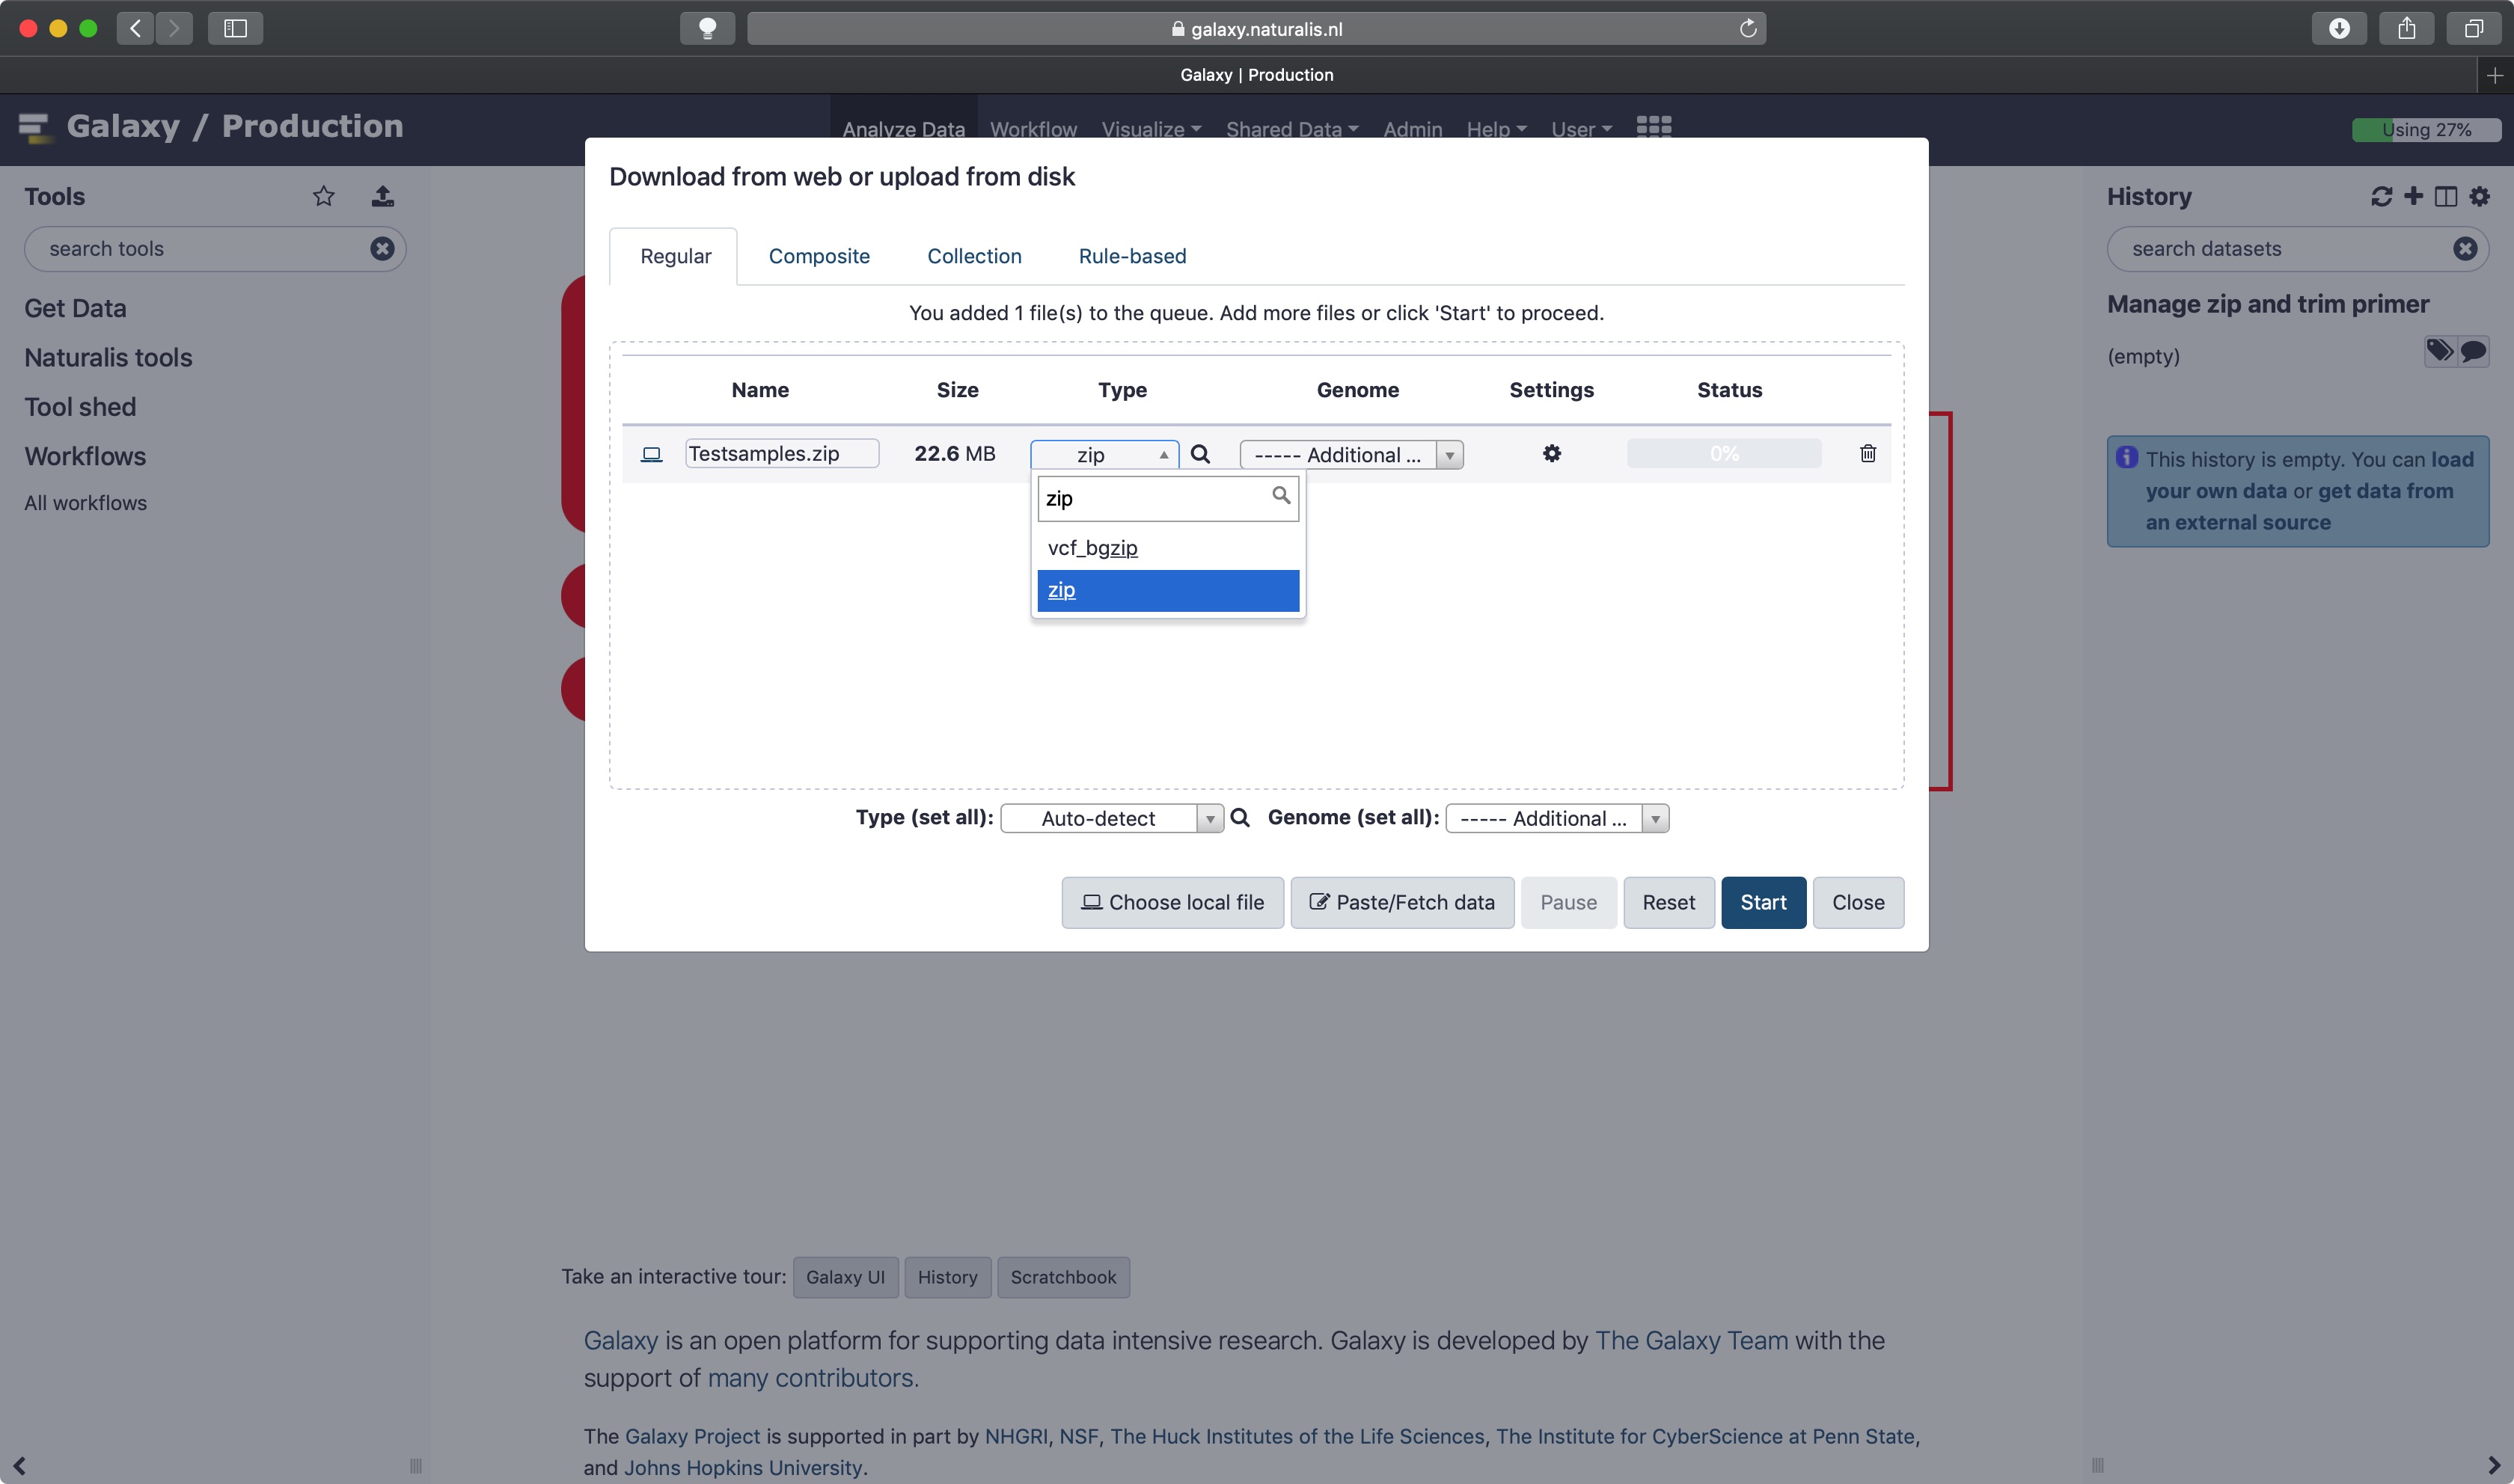 galaxy.naturalis.nl
Galaxy | Production
Galaxy / Production
Analyze Data Workflow Visualize Shared Data Admin Help User
Using 27%
Tools
search tools
Get Data
Naturalis tools
Tool shed
Workflows
All workflows
Download from web or upload from disk
Regular Composite Collection Rule-based
You added 1 file(s) to the queue. Add more files or click 'Start' to proceed.
Name Size Type Genome Settings Status
Testsamples.zip 22.6 MB zip ----- Additional ... 0%
zip
vcf_bgzip
zip
Type (set all): Auto-detect Genome (set all): ----- Additional ...
Choose local file Paste/Fetch data Pause Reset Start Close
History
search datasets
Manage zip and trim primer
(empty)
This history is empty. You can load
your own data or get data from
an external source
Take an interactive tour: Galaxy UI History Scratchbook
Galaxy is an open platform for supporting data intensive research. Galaxy is developed by The Galaxy Team with the
support of many contributors.
The Galaxy Project is supported in part by NHGRI, NSF, The Huck Institutes of the Life Sciences, The Institute for CyberScience at Penn State,
and Johns Hopkins University.